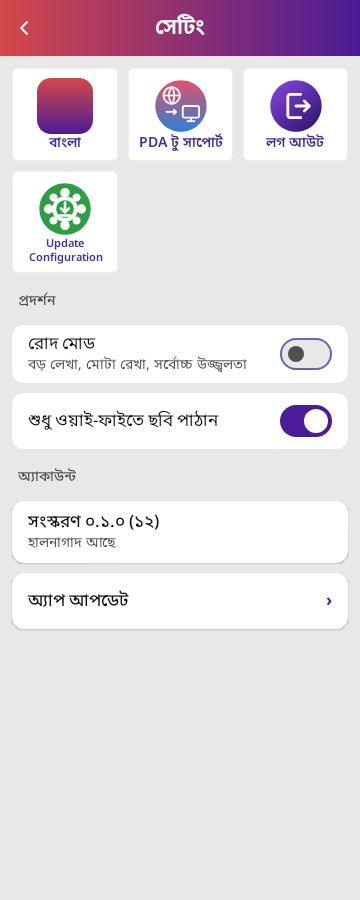 সেটিং
বাংলা
PDA টু সাপোর্ট
লগ আউট
Update
Configuration
প্রদর্শন
রোদ মোড
বড় লেখা, মোটা রেখা, সর্বোচ্চ উজ্জ্বলতা
শুধু ওয়াই-ফাইতে ছবি পাঠান
অ্যাকাউন্ট
সংস্করণ ০.১.০ (১২)
হালনাগাদ আছে
অ্যাপ আপডেট